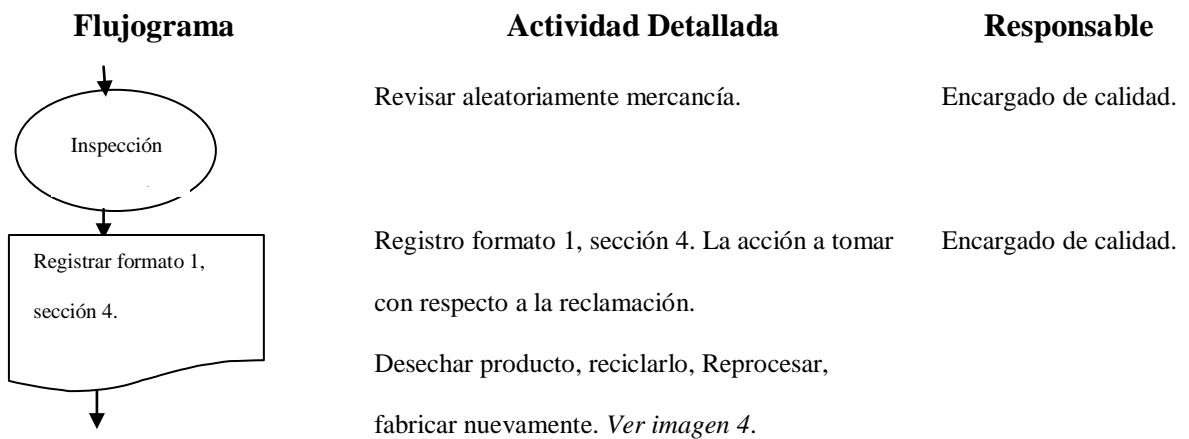 Flujograma Actividad Detallada Responsable
Revisar aleatoriamente mercancía. Encargado de calidad.
Inspección
Registro formato 1, sección 4. La acción a tomar Encargado de calidad.
Registrar formato 1,
con respecto a la reclamación.
sección 4.
Desechar producto, reciclarlo, Reprocesar,
fabricar nuevamente. Ver imagen 4.